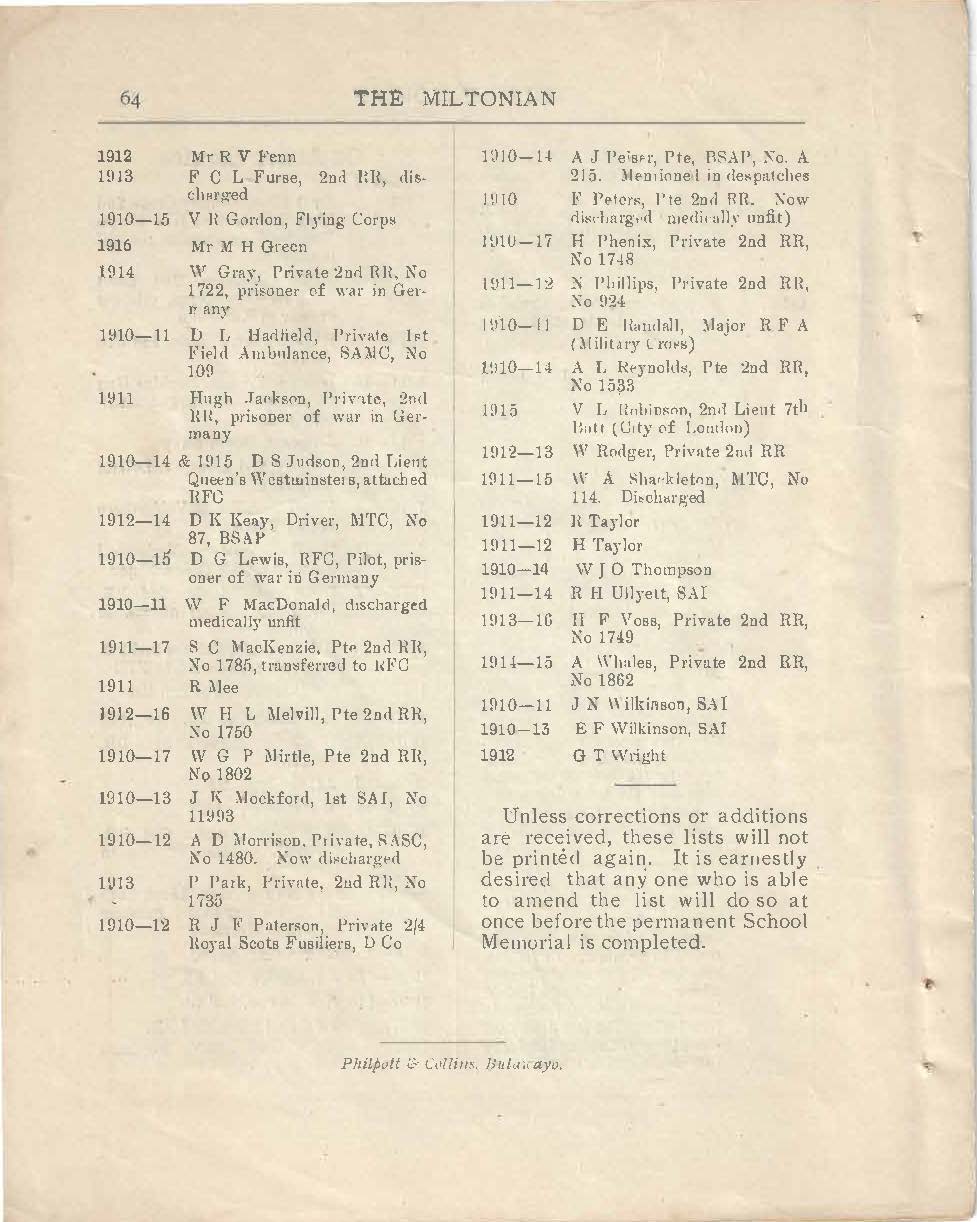 64 THE MILTONIAN
1912 Mr R V Fenn
1913 F C L Furse, 2nd RR, dis-
charged
1910—15 V R Gordon, Flying Corps
1916 Mr M H Green
1914 W Gray, Private 2nd RR, No
1722, prisoner of war in Ger-
many
1910—11 D L Hadfield, Private 1st
Field Ambulance, SAMC, No
109
1911 Hugh Jackson, Private, 2nd
RR, prisoner of war in Ger-
many
1910—14 & 1915 D S Judson, 2nd Lieut
Queen's Westminsters, attached
RFC
1912—14 D K Keay, Driver, MTC, No
87, BSAP
1910—15 D G Lewis, RFC, Pilot, pris-
oner of war in Germany
1910—11 W F MacDonald, discharged
medically unfit
1911—17 S C MacKenzie, Pte 2nd RR,
No 1785, transferred to RFC
1911 R Mee
1912—16 W H L Melvill, Pte 2nd RR,
No 1750
1910—17 W G P Mirtle, Pte 2nd RR,
No 1802
1910—13 J K Mockford, 1st SAI, No
11993
1910—12 A D Morrison, Private, SASC,
No 1480. Now discharged
1913 P Park, Private, 2nd RR, No
1735
1910—12 R J F Paterson, Private 2/4
Royal Scots Fusiliers, D Co
1910—14 A J Peiser, Pte, BSAP, No. A
215. Mentioned in despatches
1910 F Peters, Pte 2nd RR. Now
discharged medically unfit)
1910—17 H Phenix, Private 2nd RR,
No 1748
1911—12 N Phillips, Private 2nd RR,
No 924
1910—11 D E Randall, Major R F A
(Military Cross)
1910—14 A L Reynolds, Pte 2nd RR,
No 1533
1915 V L Robinson, 2nd Lieut 7th
Batt (City of London)
1912—13 W Rodger, Private 2nd RR
1911—15 W A Shackleton, MTC, No
114. Discharged
1911—12 R Taylor
1911—12 H Taylor
1910—14 W J O Thompson
1911—14 R H Ullyett, SAI
1913—16 H F Voss, Private 2nd RR,
No 1749
1914—15 A Whales, Private 2nd RR,
No 1862
1910—11 J N Wilkinson, SAI
1910—13 E F Wilkinson, SAI
1912 G T Wright
Unless corrections or additions
are received, these lists will not
be printed again. It is earnestly
desired that any one who is able
to amend the list will do so at
once before the permanent School
Memorial is completed.
Philpott & Collins, Bulawayo.